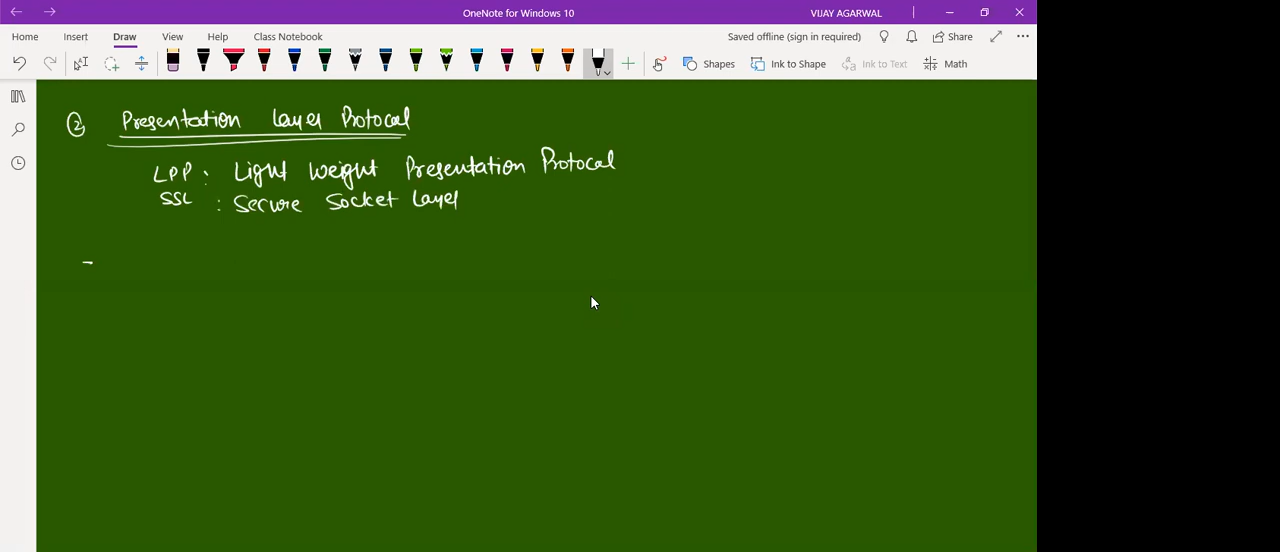 OneNote for Windows 10
VIJAY AGARWAL
Home Insert Draw View Help Class Notebook
Saved offline (sign in required) Share
Shapes Ink to Shape Ink to Text Math
② Presentation Layer Protocal
LPP : Light Weight Presentation Protocal
SSL : Secure Socket Layer